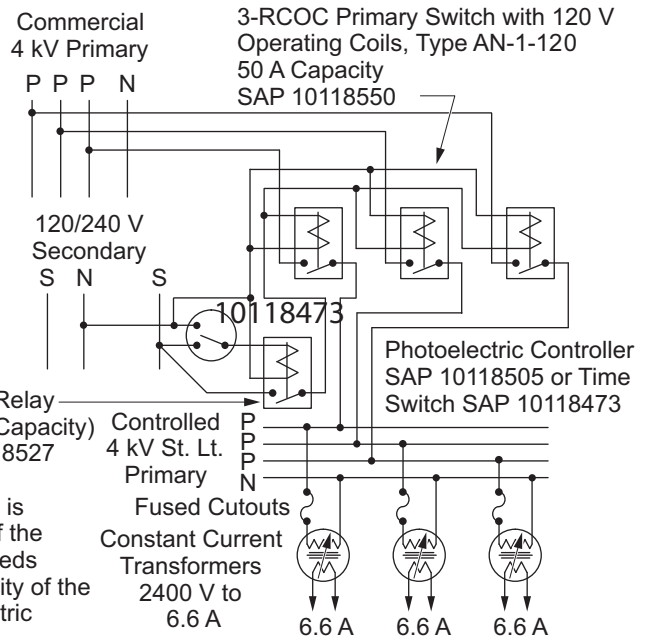 Commercial
4 kV Primary
P P P N
3-RCOC Primary Switch with 120 V
Operating Coils, Type AN-1-120
50 A Capacity
SAP 10118550
120/240 V
Secondary
S N S
10118473
Photoelectric Controller
SAP 10118505 or Time
Switch SAP 10118473
Relay
Capacity)
8527
Controlled
4 kV St. Lt.
Primary
P
P
P
N
is
the
eds
ity of the
tric
Fused Cutouts
Constant Current
Transformers
2400 V to
6.6 A
6.6 A 6.6 A 6.6 A